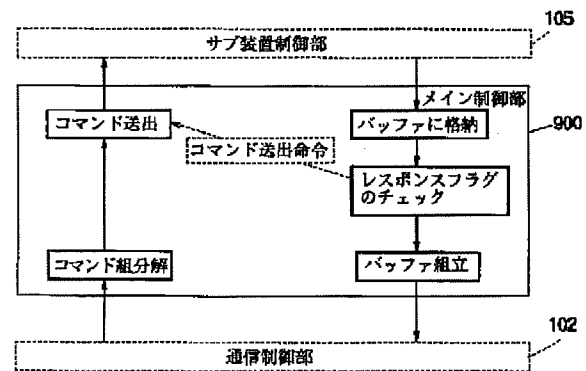 105
サブ装置制御部
メイン制御部
900
コマンド送出
バッファに格納
コマンド送出命令
レスポンスフラグ
のチェック
コマンド組分解
バッファ組立
102
通信制御部